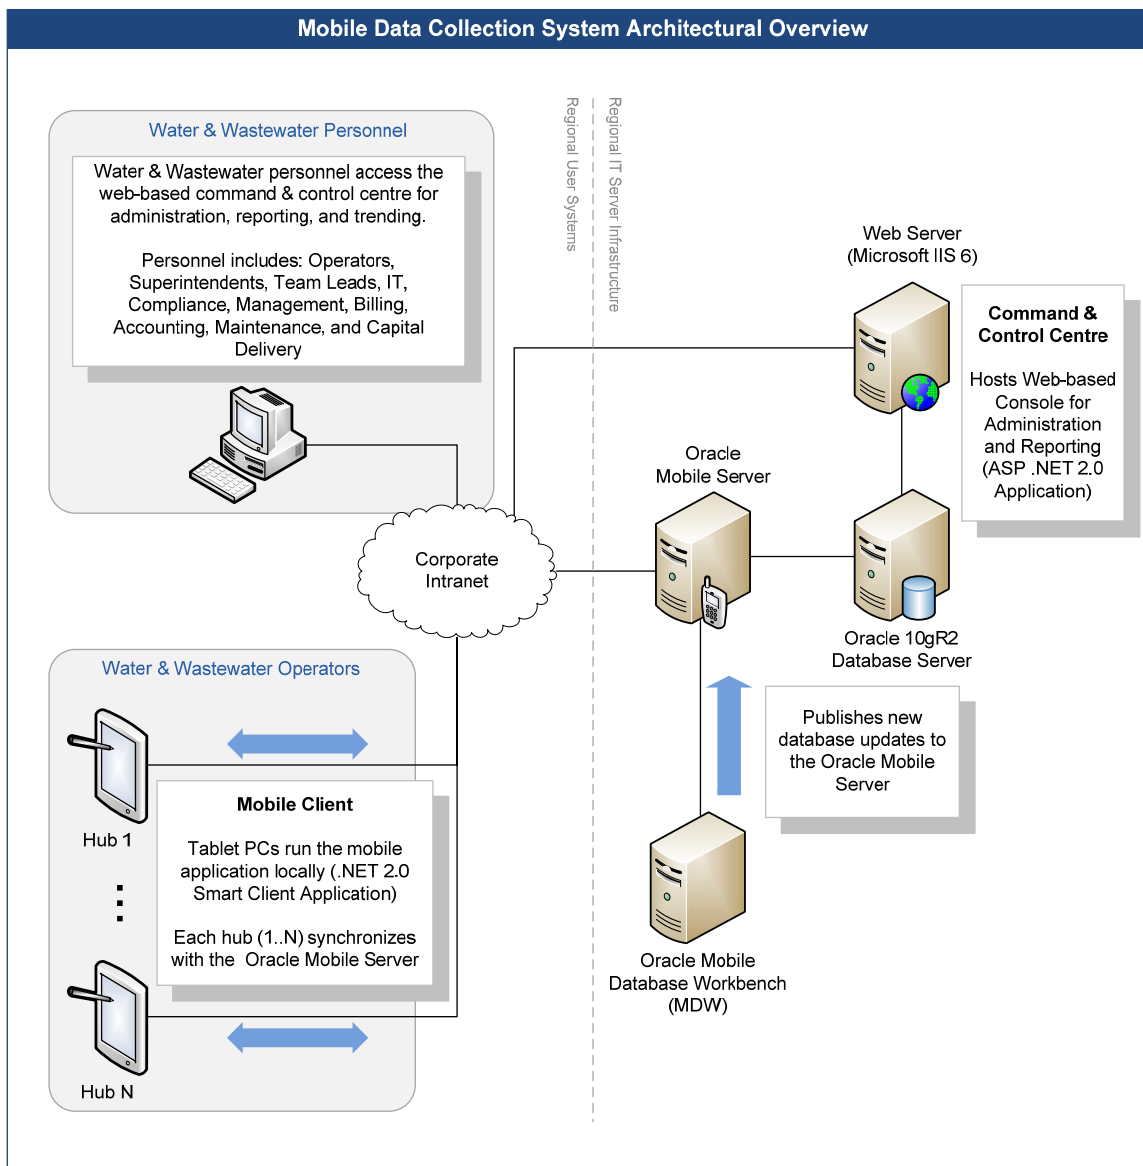 Mobile Data Collection System Architectural Overview
Water & Wastewater Personnel
Water & Wastewater personnel access the
web-based command & control centre for
administration, reporting, and trending.
Personnel includes: Operators,
Superintendents, Team Leads, IT,
Compliance, Management, Billing,
Accounting, Maintenance, and Capital
Delivery
Regional User Systems
Regional IT Server Infrastructure
Web Server
(Microsoft IIS 6)
Command &
Control Centre
Hosts Web-based
Console for
Administration
and Reporting
(ASP .NET 2.0
Application)
Oracle
Mobile Server
Corporate
Intranet
Oracle 10gR2
Database Server
Water & Wastewater Operators
Publishes new
database updates to
the Oracle Mobile
Server
Hub 1
Mobile Client
Tablet PCs run the mobile
application locally (.NET 2.0
Smart Client Application)
Each hub (1..N) synchronizes
with the Oracle Mobile Server
Oracle Mobile
Database Workbench
(MDW)
Hub N